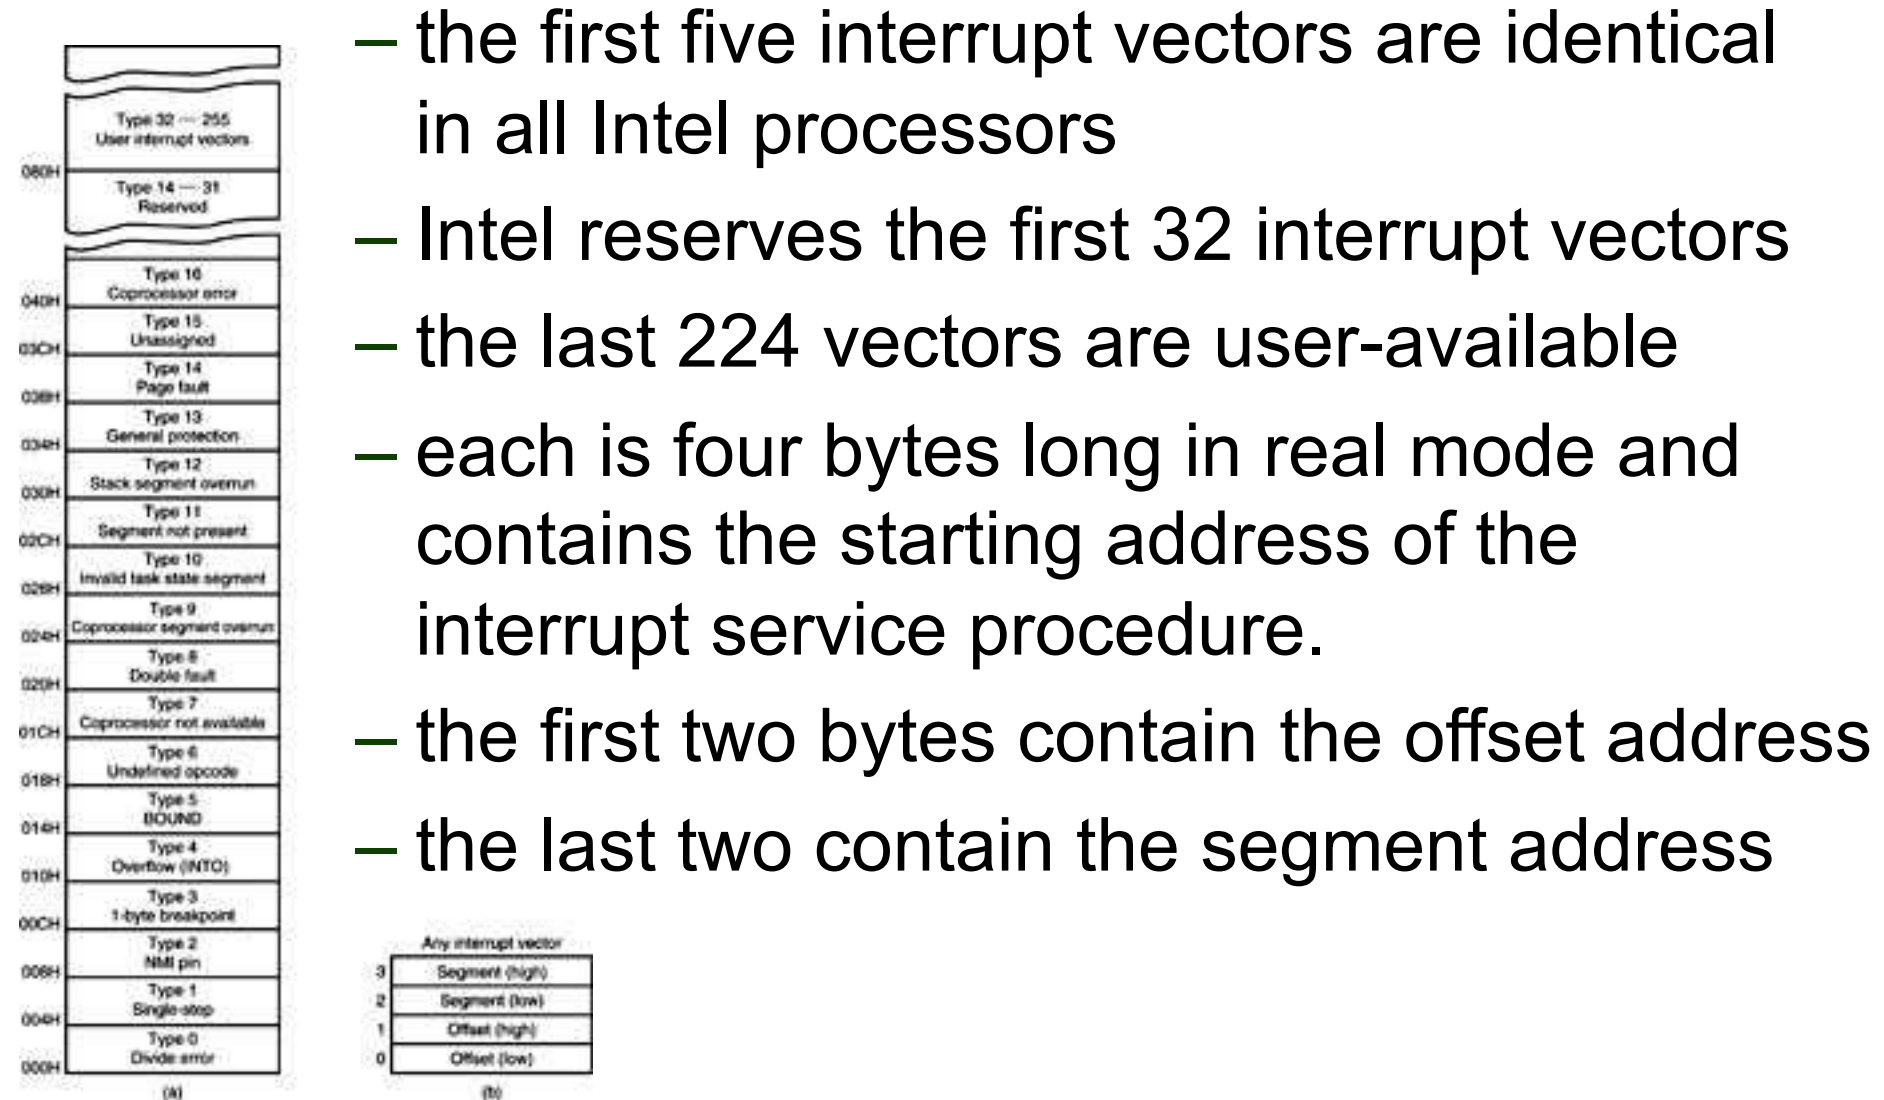 – the first five interrupt vectors are identical
in all Intel processors
– Intel reserves the first 32 interrupt vectors
– the last 224 vectors are user-available
– each is four bytes long in real mode and
contains the starting address of the
interrupt service procedure.
– the first two bytes contain the offset address
– the last two contain the segment address
Type 32 — 255
User interrupt vectors
080H
Type 14 — 31
Reserved
Type 16
Coprocessor error
040H
Type 15
Unassigned
03CH
Type 14
Page fault
038H
Type 13
General protection
034H
Type 12
Stack segment overrun
030H
Type 11
Segment not present
02CH
Type 10
Invalid task state segment
028H
Type 9
Coprocessor segment overrun
024H
Type 8
Double fault
020H
Type 7
Coprocessor not available
01CH
Type 6
Undefined opcode
018H
Type 5
BOUND
014H
Type 4
Overflow (INTO)
010H
Type 3
1-byte breakpoint
00CH
Type 2
NMI pin
008H
Type 1
Single-step
004H
Type 0
Divide error
000H
(a)
Any interrupt vector
3 Segment (high)
2 Segment (low)
1 Offset (high)
0 Offset (low)
(b)